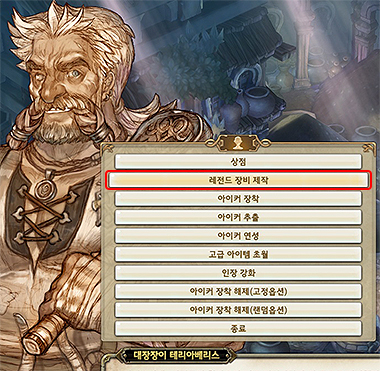 상점
레전드 장비 제작
아이커 장착
아이커 추출
아이커 연성
고급 아이템 초월
인장 강화
아이커 장착 해제(고정옵션)
아이커 장착 해제(랜덤옵션)
종료
대장장이 테리아베리스